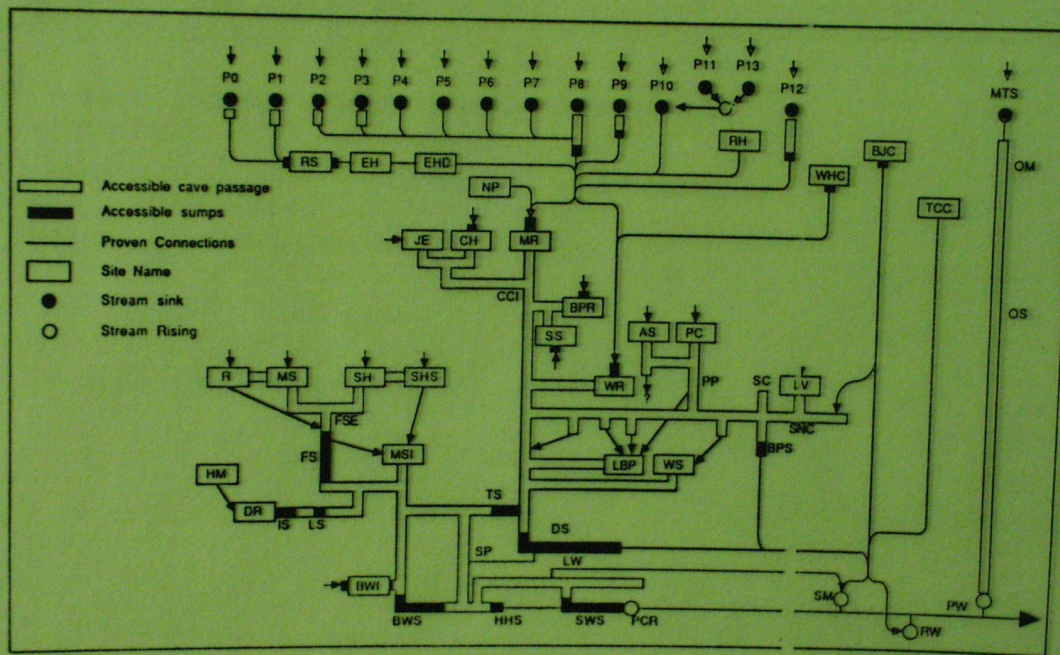 P11 P13
P0 P1 P2 P3 P4 P5 P6 P7 P8 P9 P10 P12 MTS
RH
BJC
RS EH EHD
OM
NP
WHC
Accessible cave passage
TCC
Accessible sumps
Proven Connections
JE CH MR
Site Name
CCI
BPR
Stream sink
SS AS PC
OS
Stream Rising
R MS SH SHS
WR PP SC LV
FSE
SNC
FS MSI
BPS
HM
LBP WS
TS
DR
IS LS
DS
SP
LW
BWI
SM PW
BWS HHS SWS PCR
RW